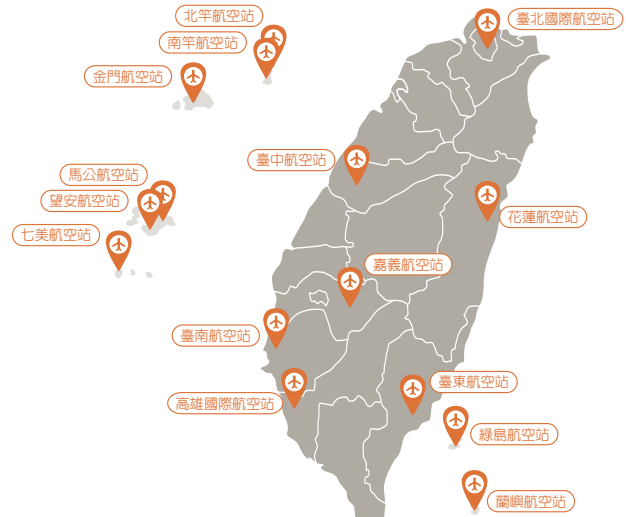 北竿航空站
南竿航空站
金門航空站
臺北國際航空站
臺中航空站
馬公航空站
望安航空站
七美航空站
花蓮航空站
嘉義航空站
臺南航空站
高雄國際航空站
臺東航空站
綠島航空站
蘭嶼航空站